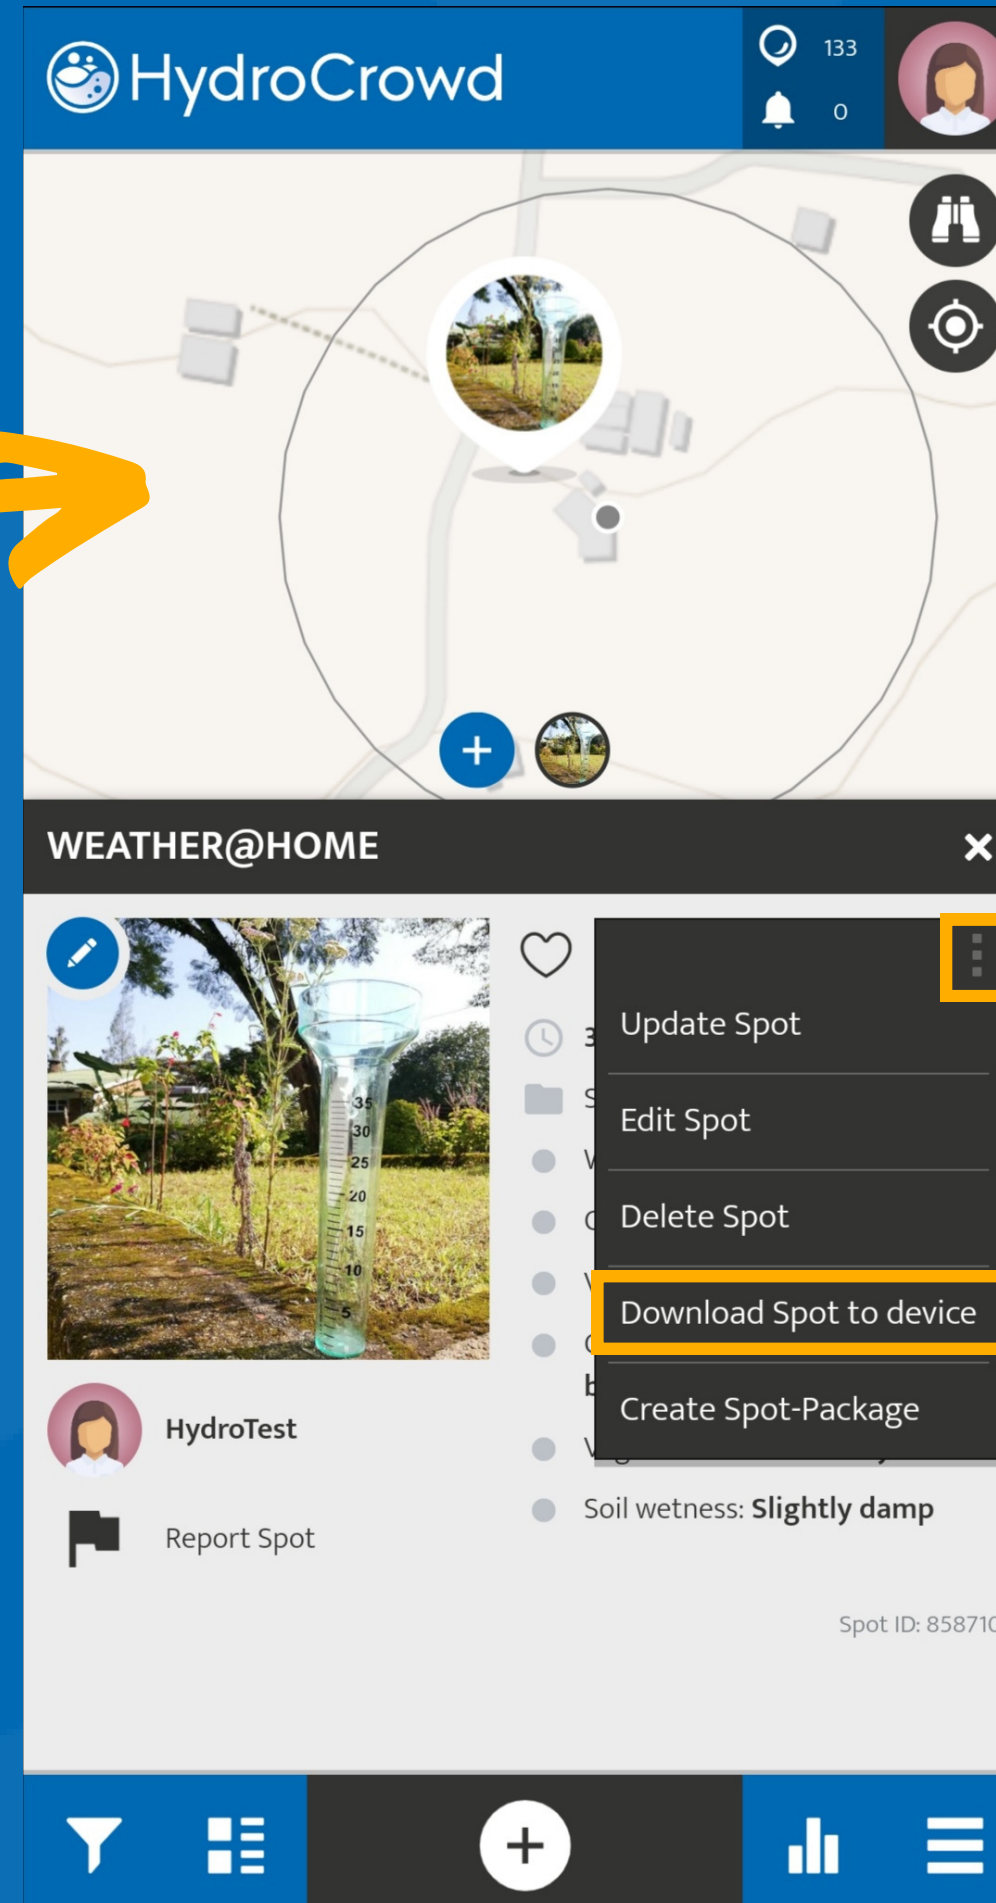 HydroCrowd
133
0
WEATHER@HOME
Update Spot
Edit Spot
Delete Spot
Download Spot to device
Create Spot-Package
35
30
25
20
15
10
5
HydroTest
Report Spot
Soil wetness: Slightly damp
Spot ID: 858710